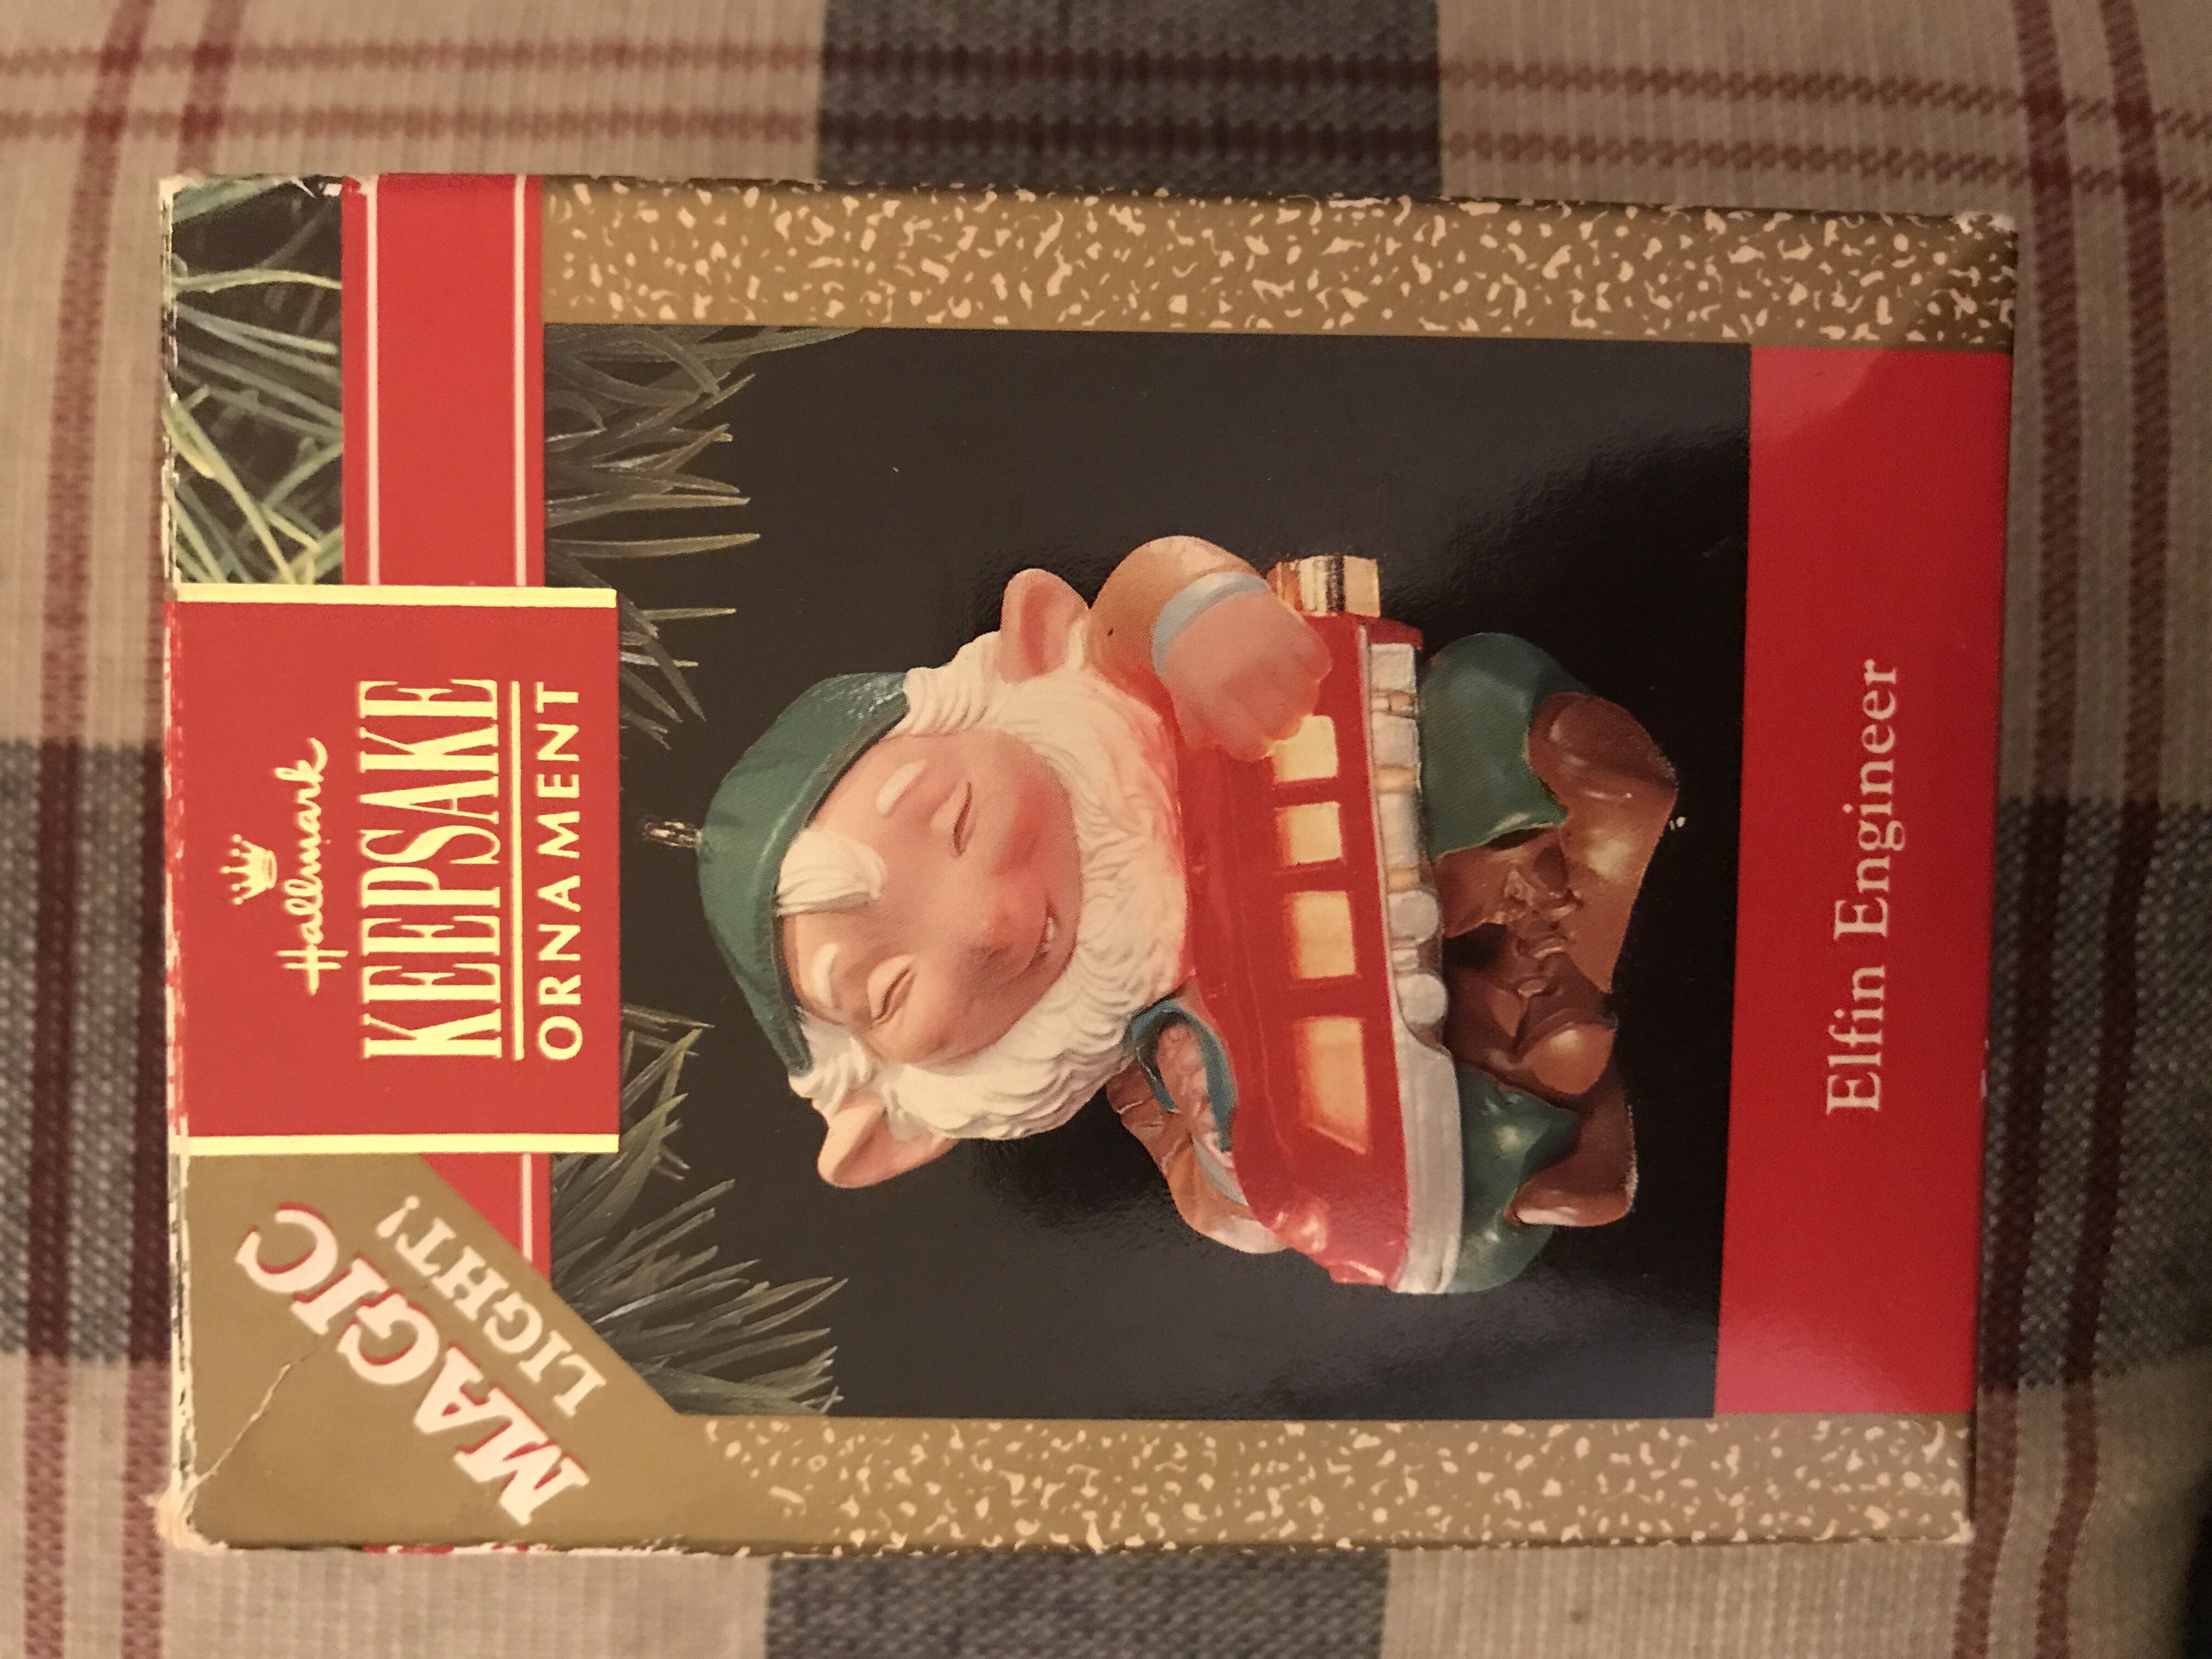 MAGIC
LIGHT!
Hallmark
KEEPSAKE
ORNAMENT
Elfin Engineer